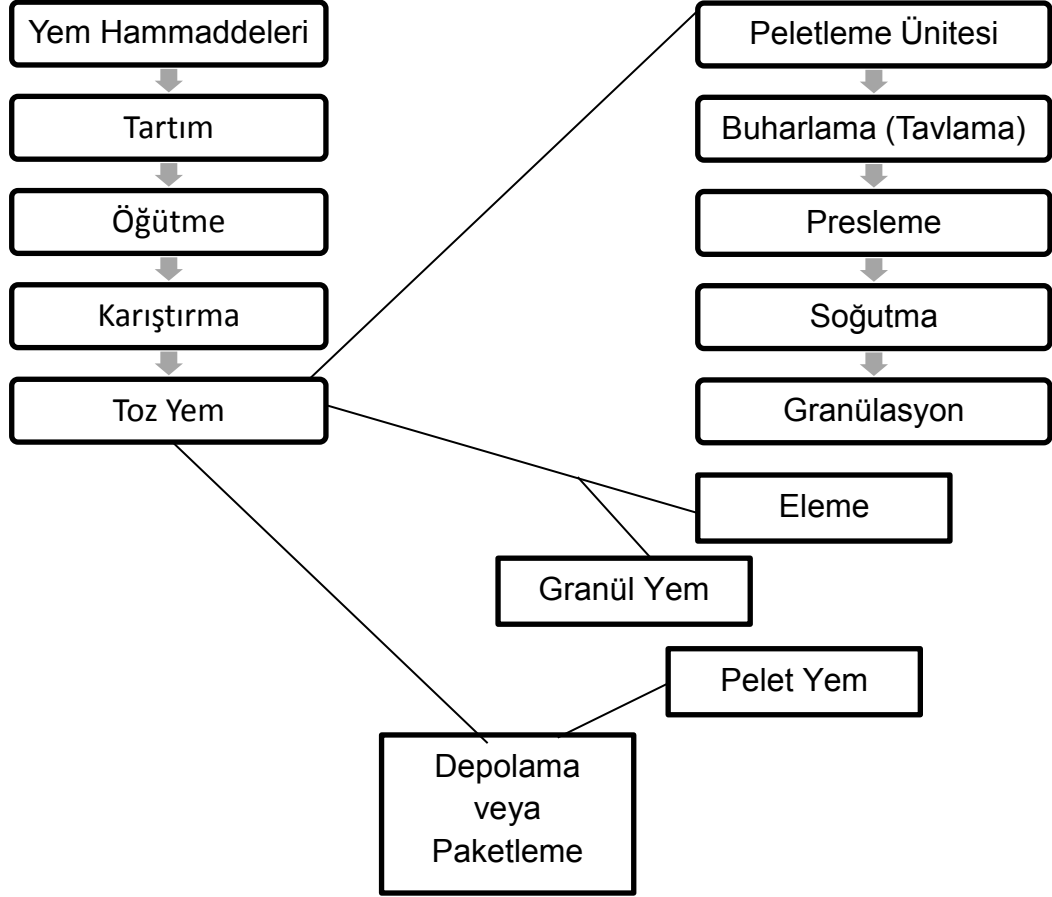 Yem Hammaddeleri
Tartım
Öğütme
Karıştırma
Toz Yem
Peletleme Ünitesi
Buharlama (Tavlama)
Presleme
Soğutma
Granülasyon
Eleme
Granül Yem
Pelet Yem
Depolama
veya
Paketleme